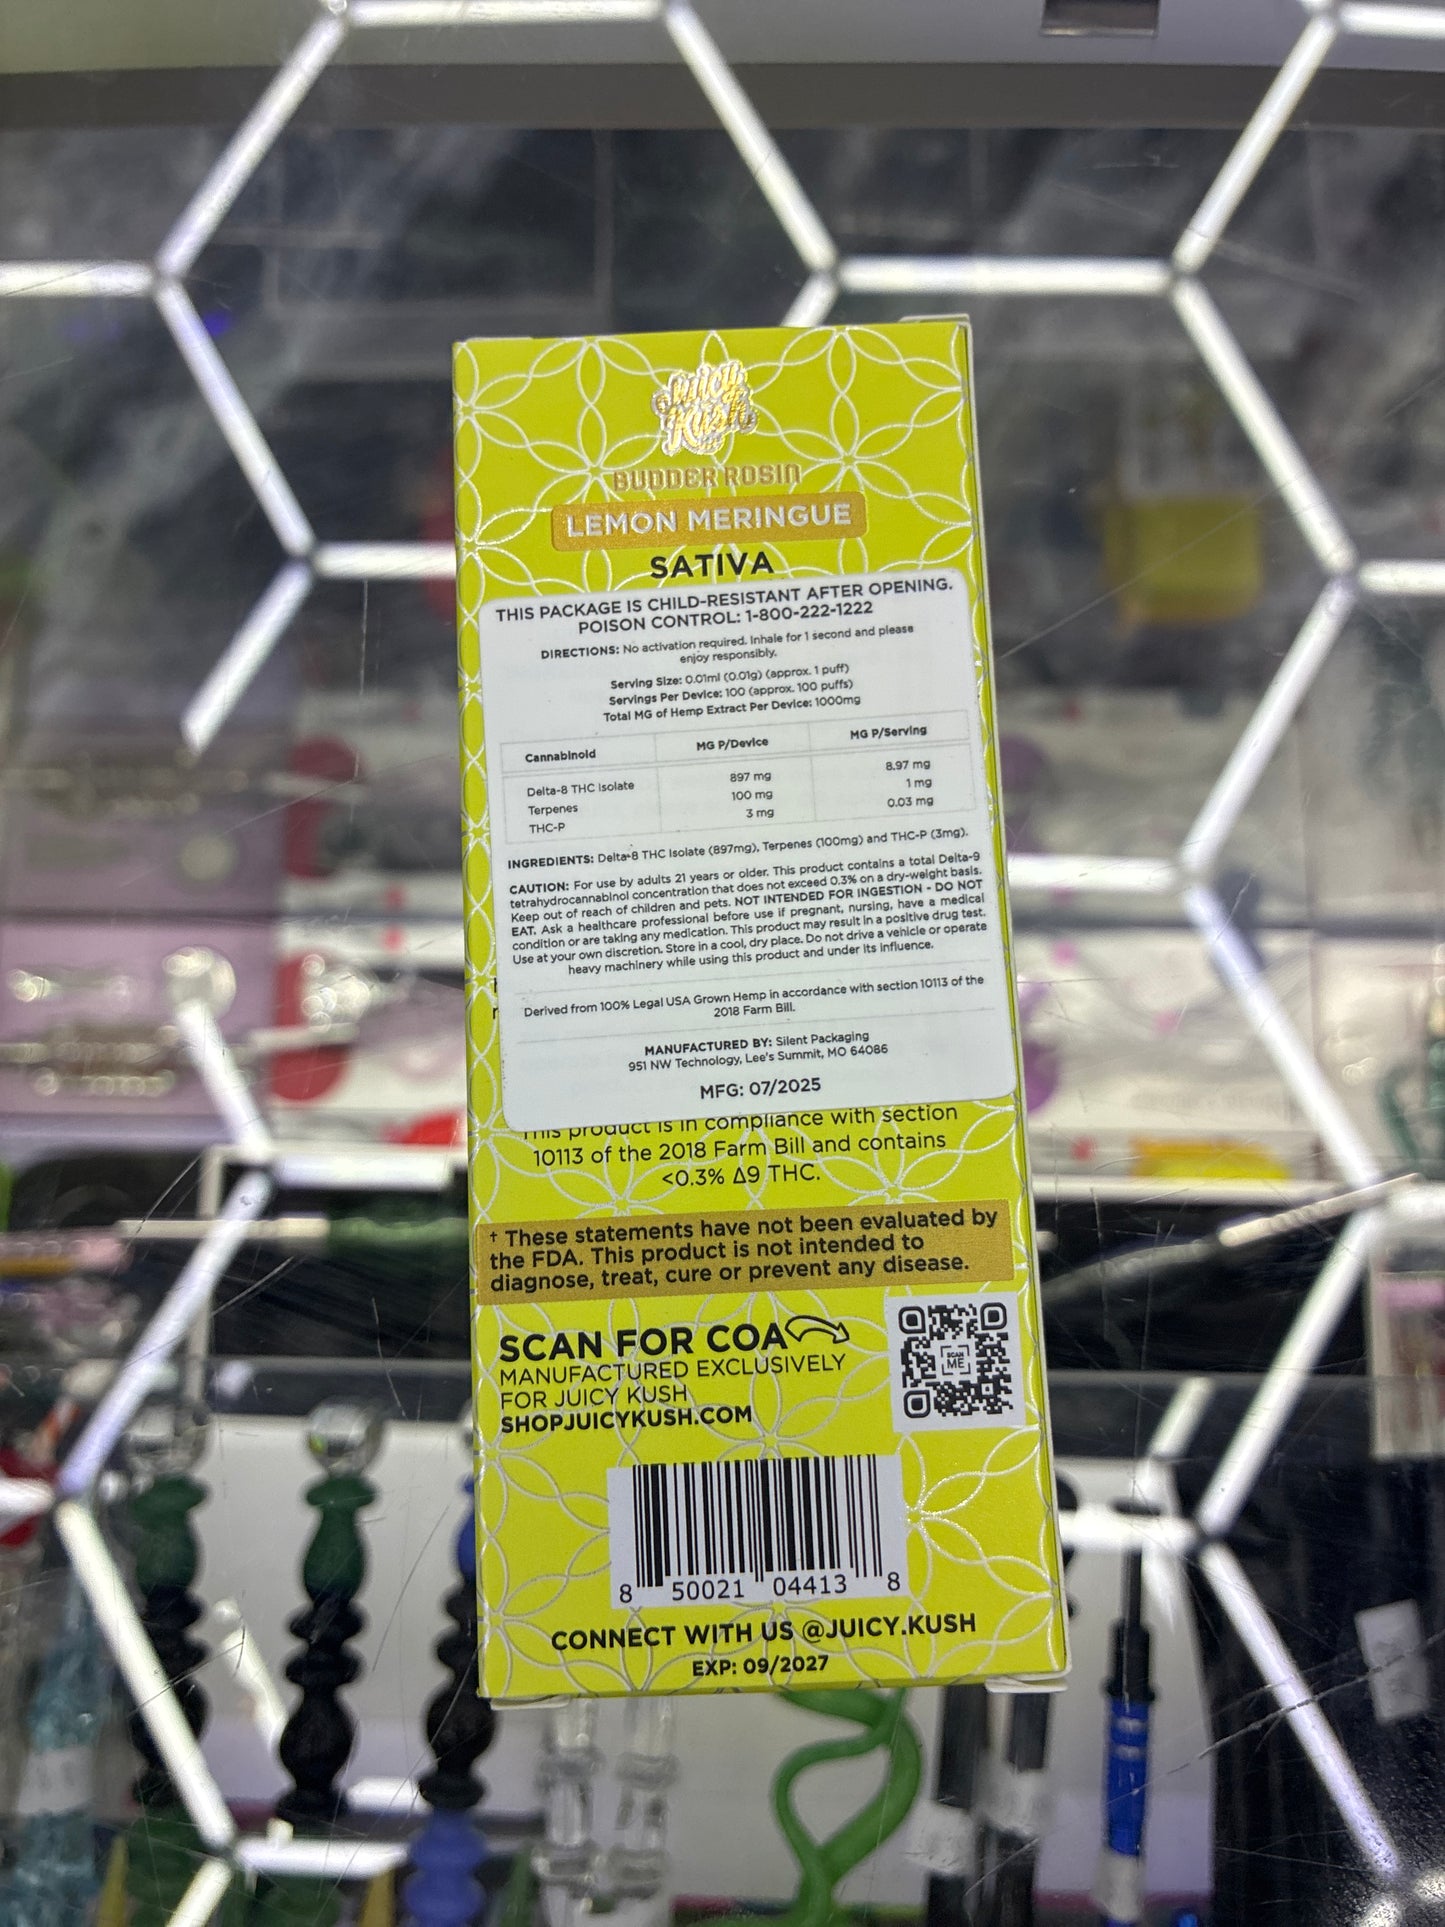 Juicy
Kush
BUDDER ROSIN
LEMON MERINGUE
SATIVA
THIS PACKAGE IS CHILD-RESISTANT AFTER OPENING.
POISON CONTROL: 1-800-222-1222
DIRECTIONS: No activation required. Inhale for 1 second and please
enjoy responsibly.
Serving Size: 0.01ml (0.01g) (approx. 1 puff)
Servings Per Device: 100 (approx. 100 puffs)
Total MG of Hemp Extract Per Device: 1000mg
Cannabinoid MG P/Device MG P/Serving
Delta-8 THC Isolate 897 mg 8.97 mg
Terpenes 100 mg 1 mg
THC-P 3 mg 0.03 mg
INGREDIENTS: Delta-8 THC Isolate (897mg), Terpenes (100mg) and THC-P (3mg).
CAUTION: For use by adults 21 years or older. This product contains a total Delta-9
tetrahydrocannabinol concentration that does not exceed 0.3% on a dry-weight basis.
Keep out of reach of children and pets. NOT INTENDED FOR INGESTION - DO NOT
EAT. Ask a healthcare professional before use if pregnant, nursing, have a medical
condition or are taking any medication. This product may result in a positive drug test.
Use at your own discretion. Store in a cool, dry place. Do not drive a vehicle or operate
heavy machinery while using this product and under its influence.
Derived from 100% Legal USA Grown Hemp in accordance with section 10113 of the
2018 Farm Bill.
MANUFACTURED BY: Silent Packaging
951 NW Technology, Lee's Summit, MO 64086
MFG: 07/2025
This product is in compliance with section
10113 of the 2018 Farm Bill and contains
<0.3% Δ9 THC.
† These statements have not been evaluated by
the FDA. This product is not intended to
diagnose, treat, cure or prevent any disease.
SCAN FOR COA
MANUFACTURED EXCLUSIVELY
FOR JUICY KUSH
SHOPJUICYKUSH.COM
SCAN
ME
8 50021 04413 8
CONNECT WITH US @JUICY.KUSH
EXP: 09/2027